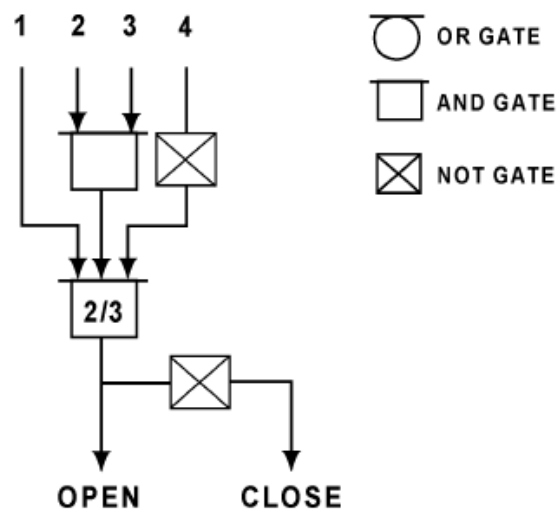 1 2 3 4
OR GATE
AND GATE
NOT GATE
2/3
OPEN CLOSE